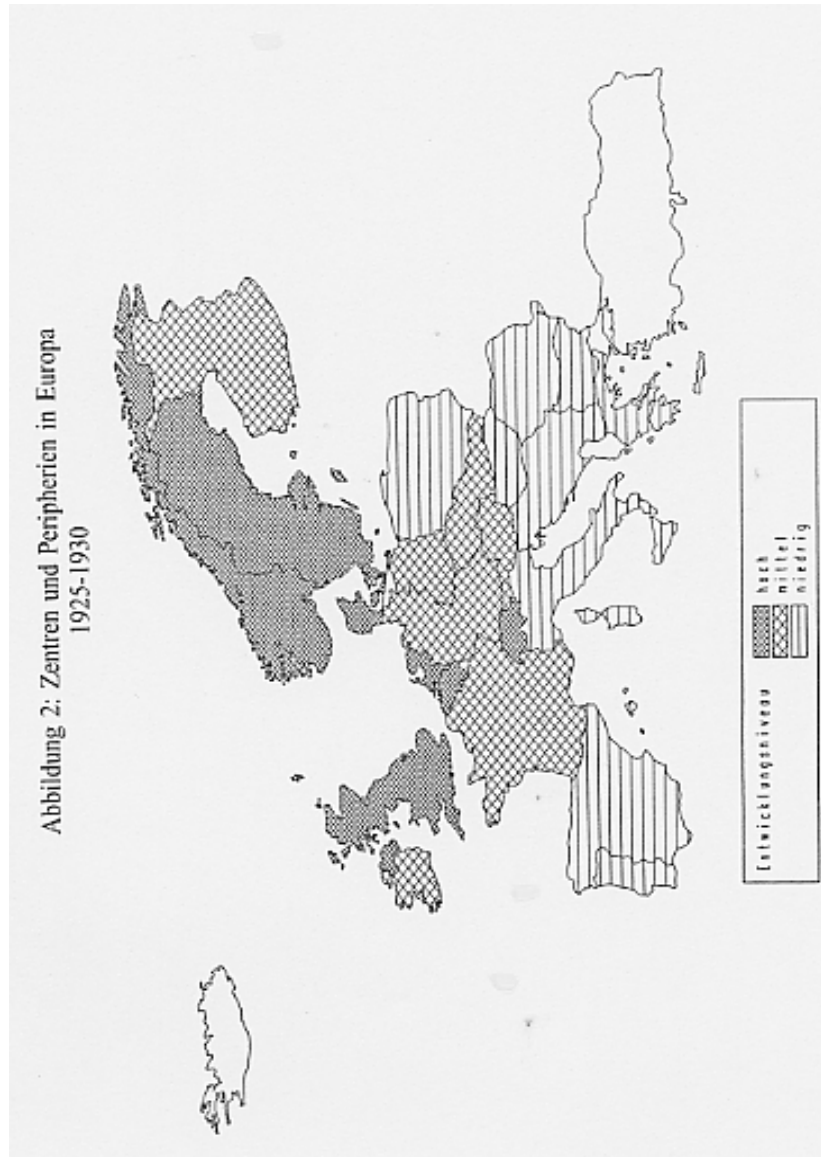 Abbildung 2: Zentren und Peripherien in Europa
1925-1930
Entwicklungsniveau
hoch
mittel
niedrig